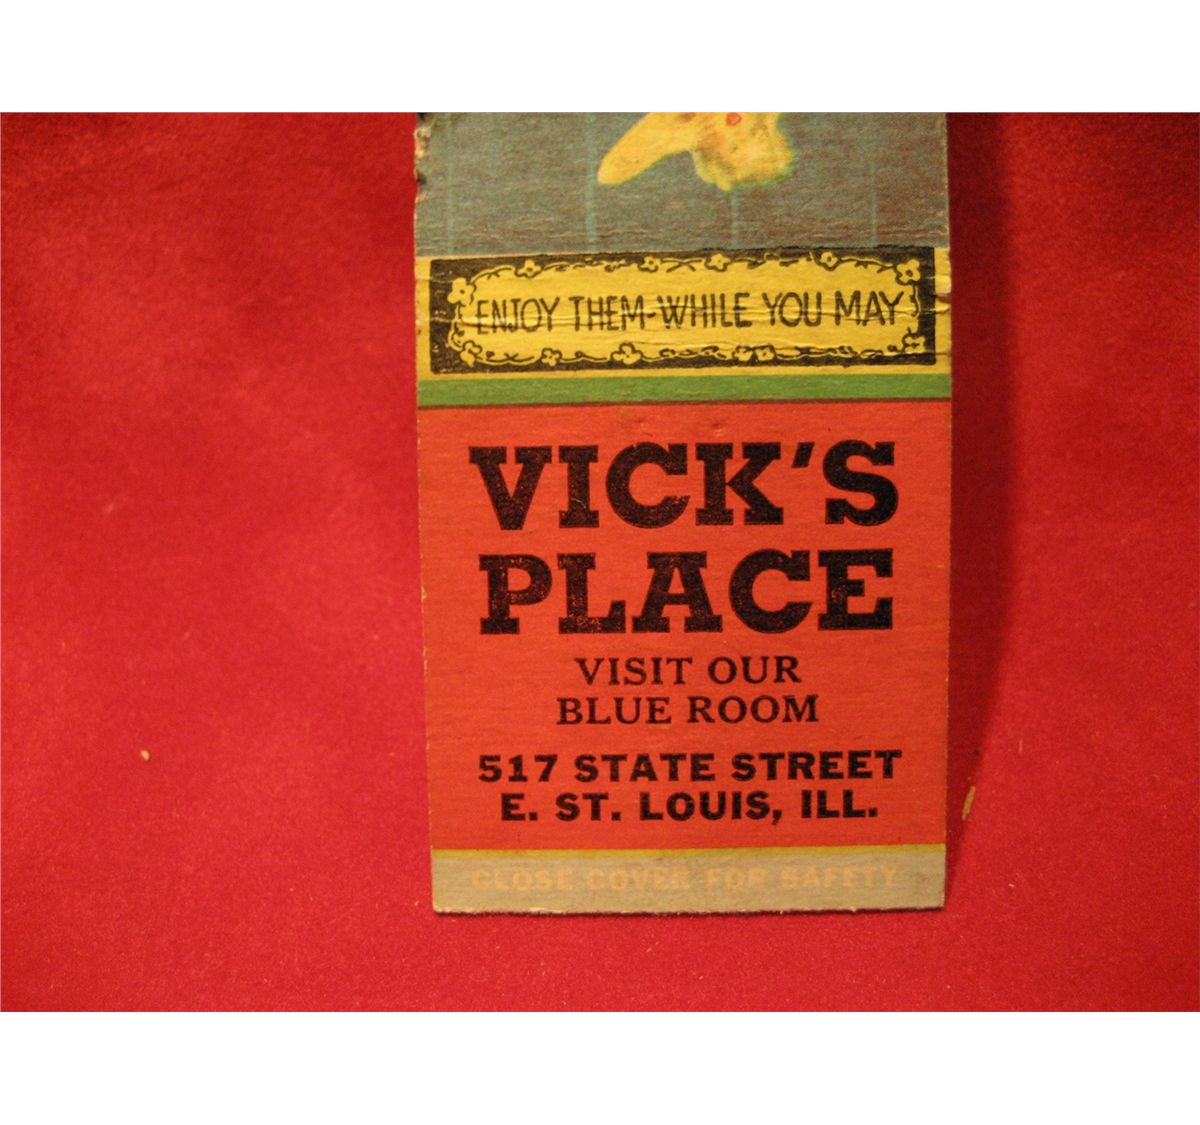 ENJOY THEM-WHILE YOU MAY
VICK'S
PLACE
VISIT OUR
BLUE ROOM
517 STATE STREET
E. ST. LOUIS, ILL.
CLOSE COVER FOR SAFETY